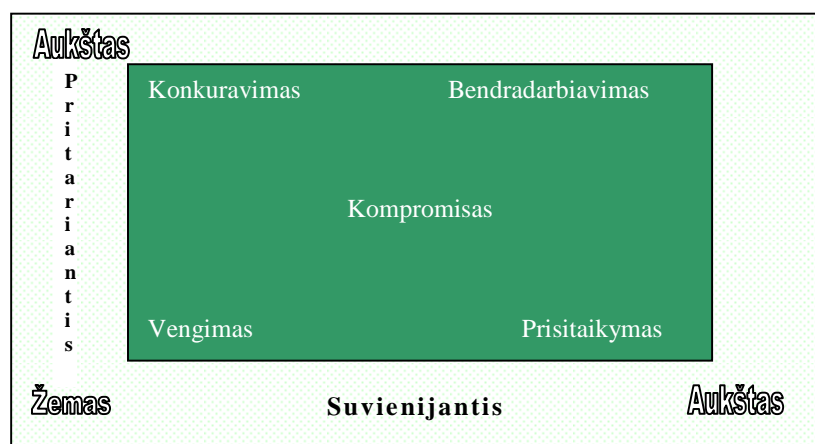 Aukštas
Pritariantis
Konkuravimas Bendradarbiavimas
Kompromisas
Vengimas Prisitaikymas
Žemas Suvienijantis Aukštas